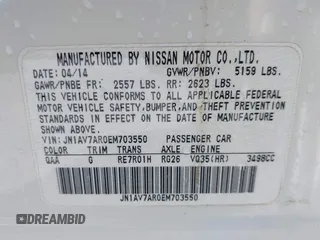 MANUFACTURED BY NISSAN MOTOR CO.,LTD.
DATE: 04/14 GVWR/PNBV: 5159 LBS.
GAWR/PNBE FR: 2557 LBS. RR: 2623 LBS.
THIS VEHICLE CONFORMS TO ALL APPLICABLE FEDERAL
MOTOR VEHICLE SAFETY,BUMPER,AND THEFT PREVENTION
STANDARDS IN EFFECT ON THE DATE OF MANUFACTURE
SHOWN ABOVE.
VIN: JN1AV7AR0EM703550 PASSENGER CAR
COLOR TRIM TRANS AXLE ENGINE
QAA G RE7R01H RG26 VQ35(HR) 3498CC
JN1AV7AR0EM703550
© DREAMBID
DREAMBID.COM